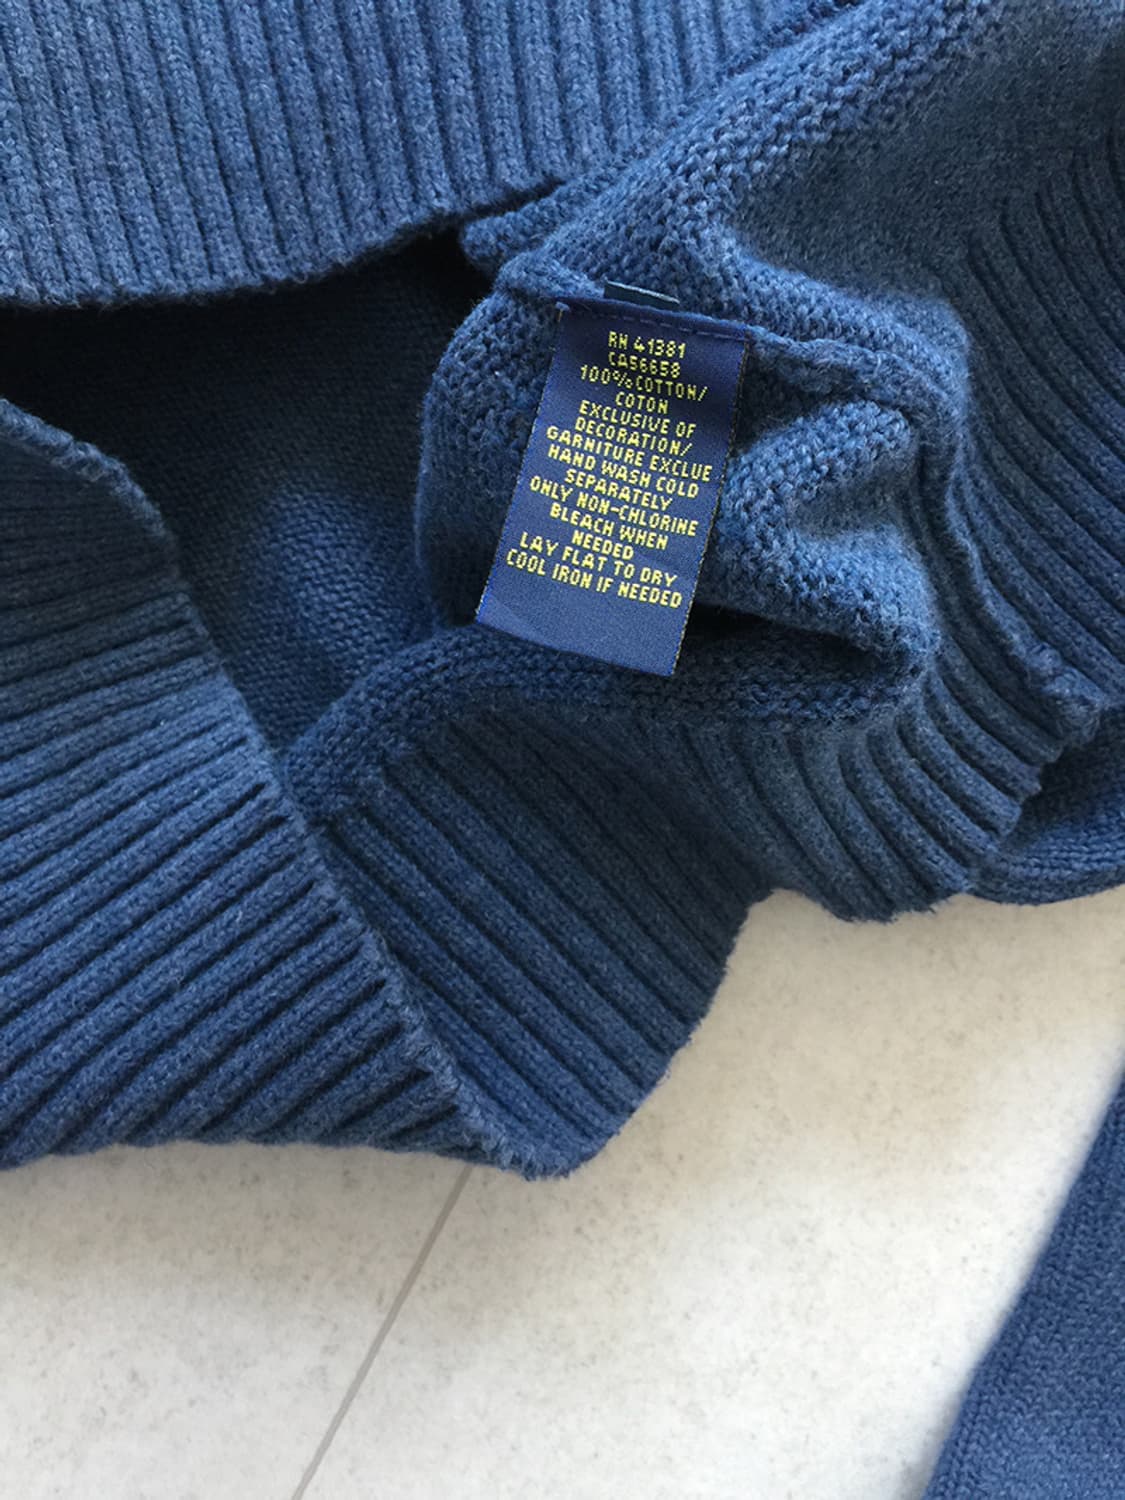 RN 41381
CA56658
100%COTTON/
COTON
EXCLUSIVE OF
DECORATION/
GARNITURE EXCLUE
HAND WASH COLD
SEPARATELY
ONLY NON-CHLORINE
BLEACH WHEN
NEEDED
LAY FLAT TO DRY
COOL IRON IF NEEDED